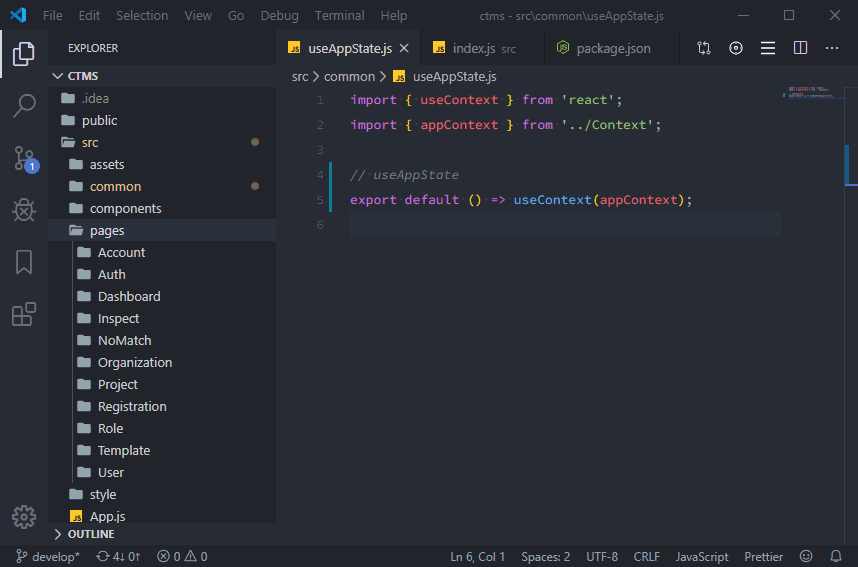 File Edit Selection View Go Debug Terminal Help ctms - src\common\useAppState.js
EXPLORER
JS useAppState.js JS index.js src package.json
CTMS
src > common > JS useAppState.js
.idea
public
src
assets
common
components
pages
Account
Auth
Dashboard
Inspect
NoMatch
Organization
Project
Registration
Role
Template
User
style
JS App.js
OUTLINE
1 import { useContext } from 'react';
2 import { appContext } from '../Context';
3
4 // useAppState
5 export default () => useContext(appContext);
6
1
develop* 4↓ 0↑ 0 0 Ln 6, Col 1 Spaces: 2 UTF-8 CRLF JavaScript Prettier